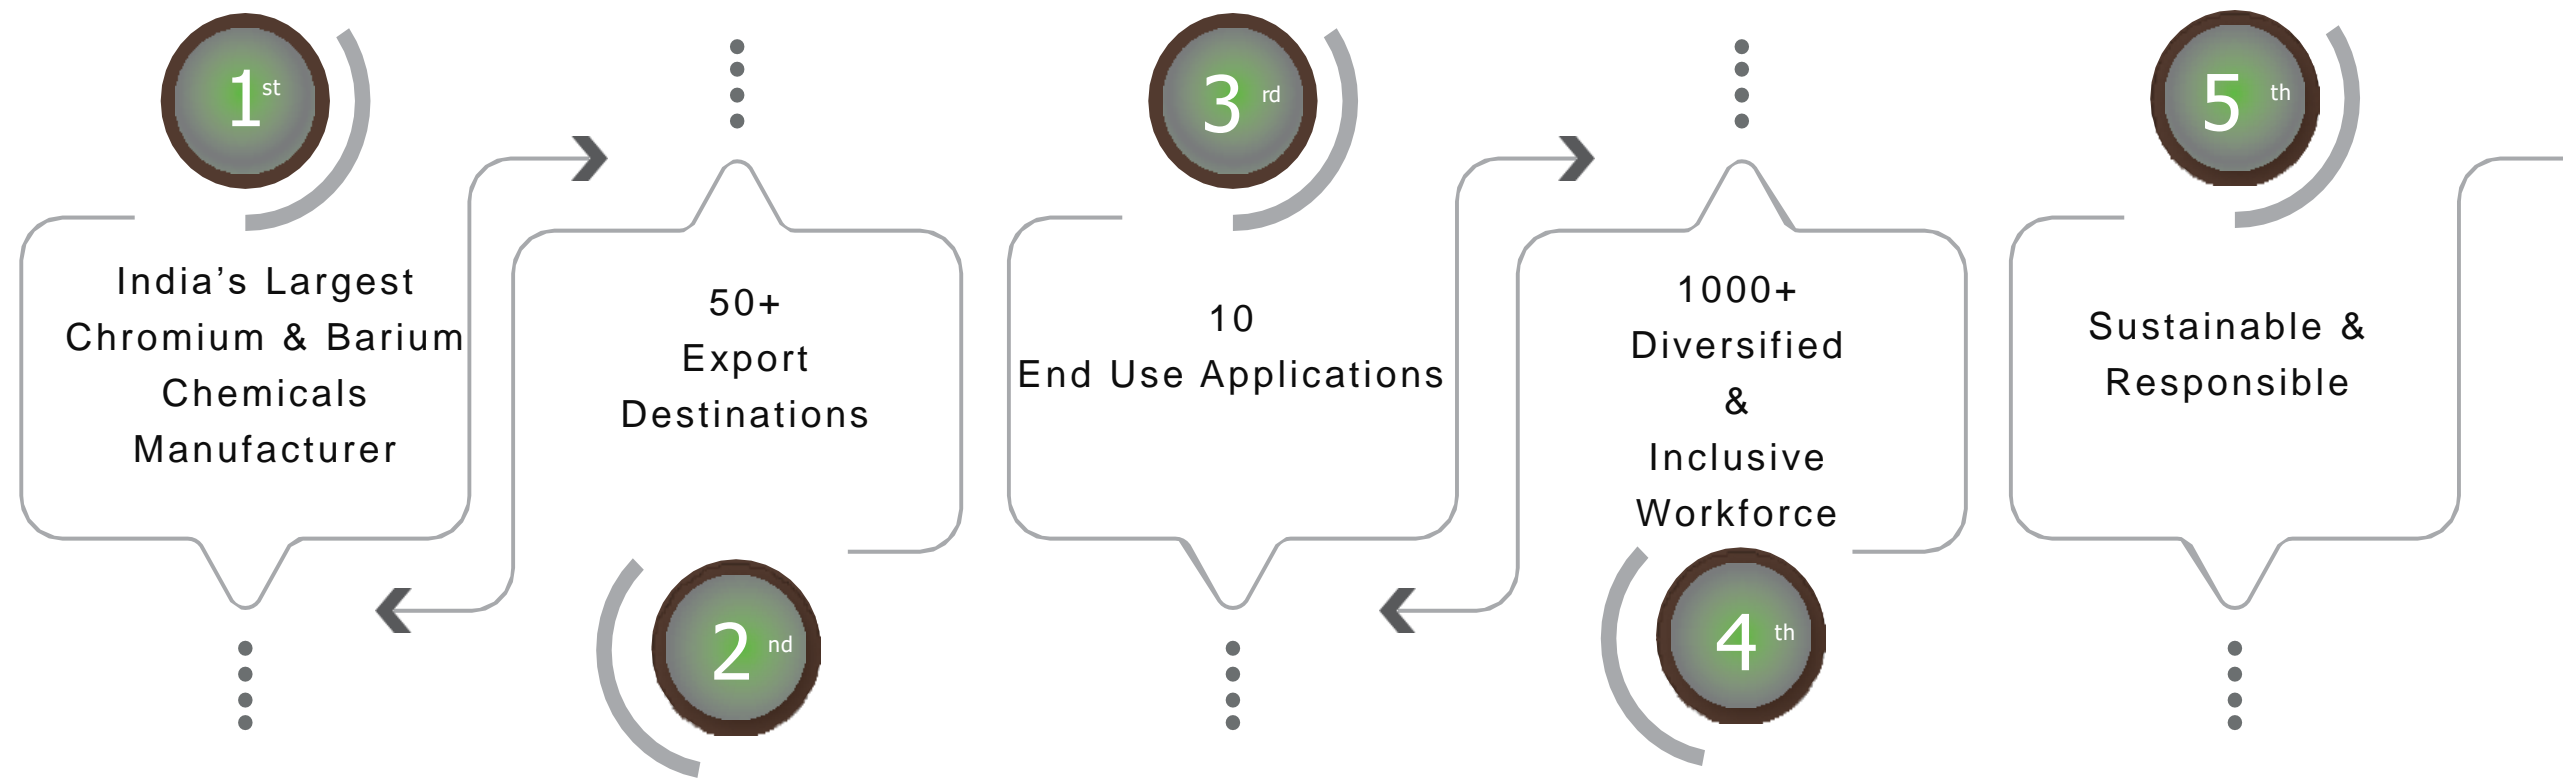 1st
India’s Largest
Chromium & Barium
Chemicals
Manufacturer
50+
Export
Destinations
2nd
3rd
10
End Use Applications
1000+
Diversified
&
Inclusive
Workforce
4th
5th
Sustainable &
Responsible